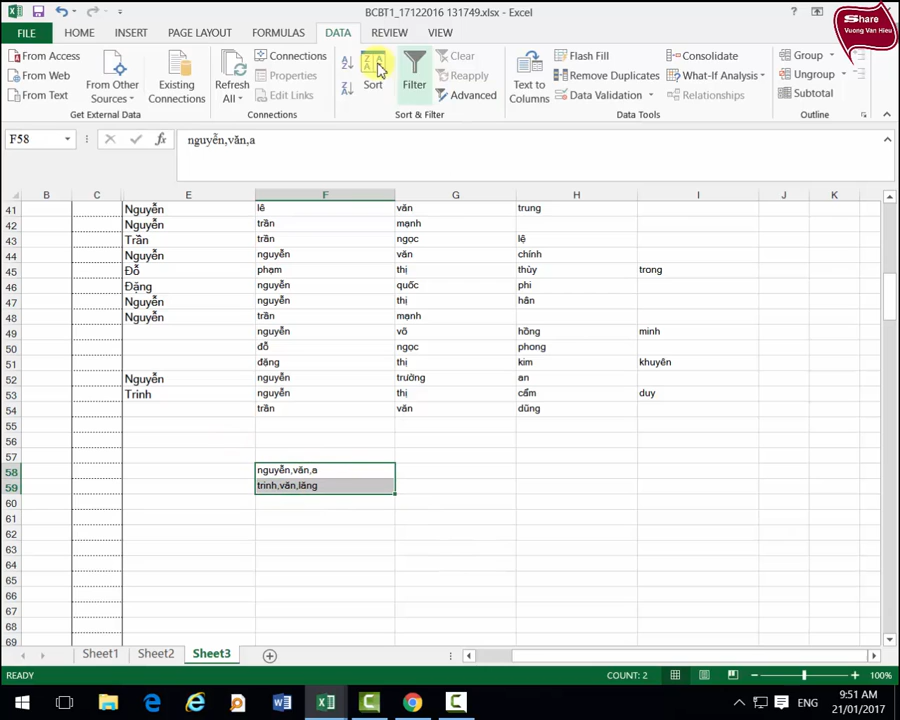 BCBT1_17122016 131749.xlsx - Excel
Share
Vuong Van Hieu
FILE HOME INSERT PAGE LAYOUT FORMULAS DATA REVIEW VIEW
From Access
From Web
From Text
From Other Sources
Existing Connections
Get External Data
Refresh All
Connections
Properties
Edit Links
Connections
Sort
Filter
Clear
Reapply
Advanced
Sort & Filter
Text to Columns
Flash Fill
Remove Duplicates
Data Validation
Consolidate
What-If Analysis
Relationships
Data Tools
Group
Ungroup
Subtotal
Outline
F58 fx nguyễn,văn,a
B C E F G H I J K
41 Nguyễn lê văn trung
42 Nguyễn trần mạnh
43 Trần trần ngọc lệ
44 Nguyễn nguyễn văn chính
45 Đỗ phạm thị thùy trong
46 Đặng nguyễn quốc phi
47 Nguyễn nguyễn thị hân
48 Nguyễn trần mạnh
49 nguyễn võ hồng minh
50 đỗ ngọc phong
51 đặng thị kim khuyên
52 Nguyễn nguyễn trường an
53 Trinh nguyễn thị cẩm duy
54 trần văn dũng
55
56
57
58 nguyễn,văn,a
59 trinh,văn,lăng
60
61
62
63
64
65
66
67
68
69
Sheet1 Sheet2 Sheet3
READY COUNT: 2 100%
ENG 9:51 AM
21/01/2017